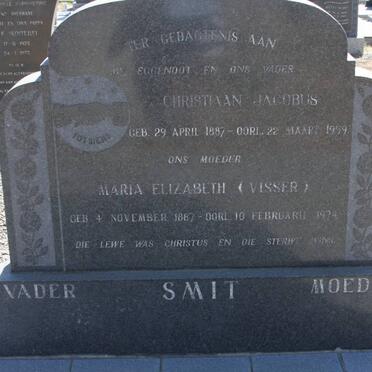 TER GEDAGTENIS AAN
MY EGGENOOT EN ONS VADER
CHRISTIAAN JACOBUS
GEB. 29 APRIL 1887 - OORL. 22 MAART 1959
ONS MOEDER
MARIA ELIZABETH (VISSER)
GEB. 4 NOVEMBER 1887 - OORL. 10 FEBRUARIE 1974
DIE LEWE WAS CHRISTUS EN DIE STERWE WINS
VADER SMIT MOED
TOTSIENS